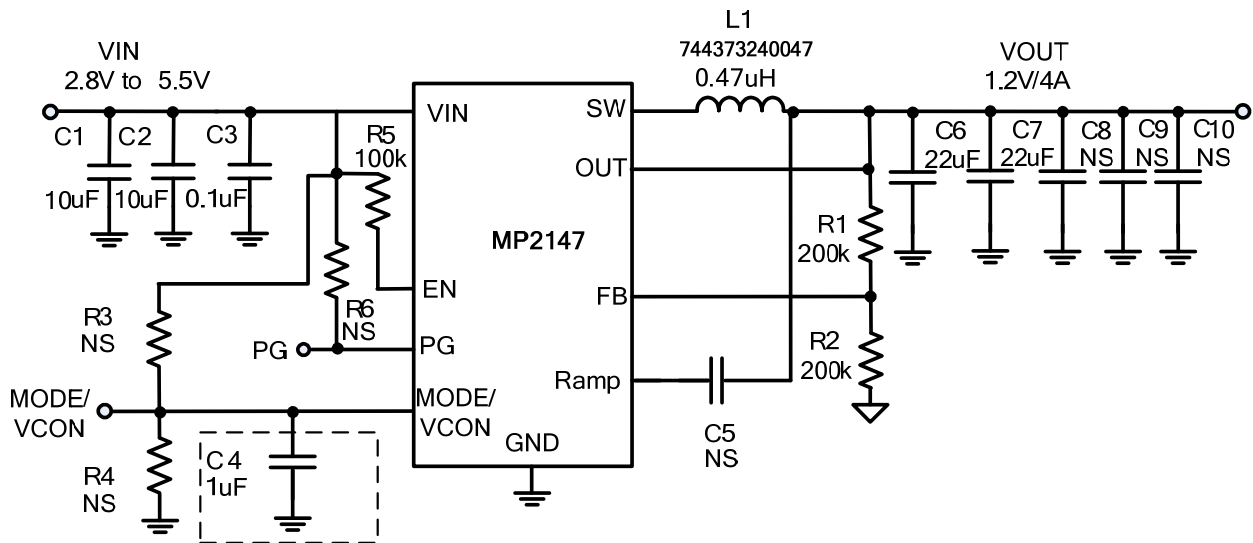 L1
744373240047
0.47uH
VIN
2.8V to 5.5V
VOUT
1.2V/4A
C1
C2
C3
10uF
10uF
0.1uF
R5
100k
VIN
SW
OUT
MP2147
EN
FB
PG
Ramp
MODE/
VCON
GND
C6
22uF
C7
22uF
C8
NS
C9
NS
C10
NS
R1
200k
R2
200k
R3
NS
R6
NS
PG
MODE/
VCON
R4
NS
C4
1uF
C5
NS